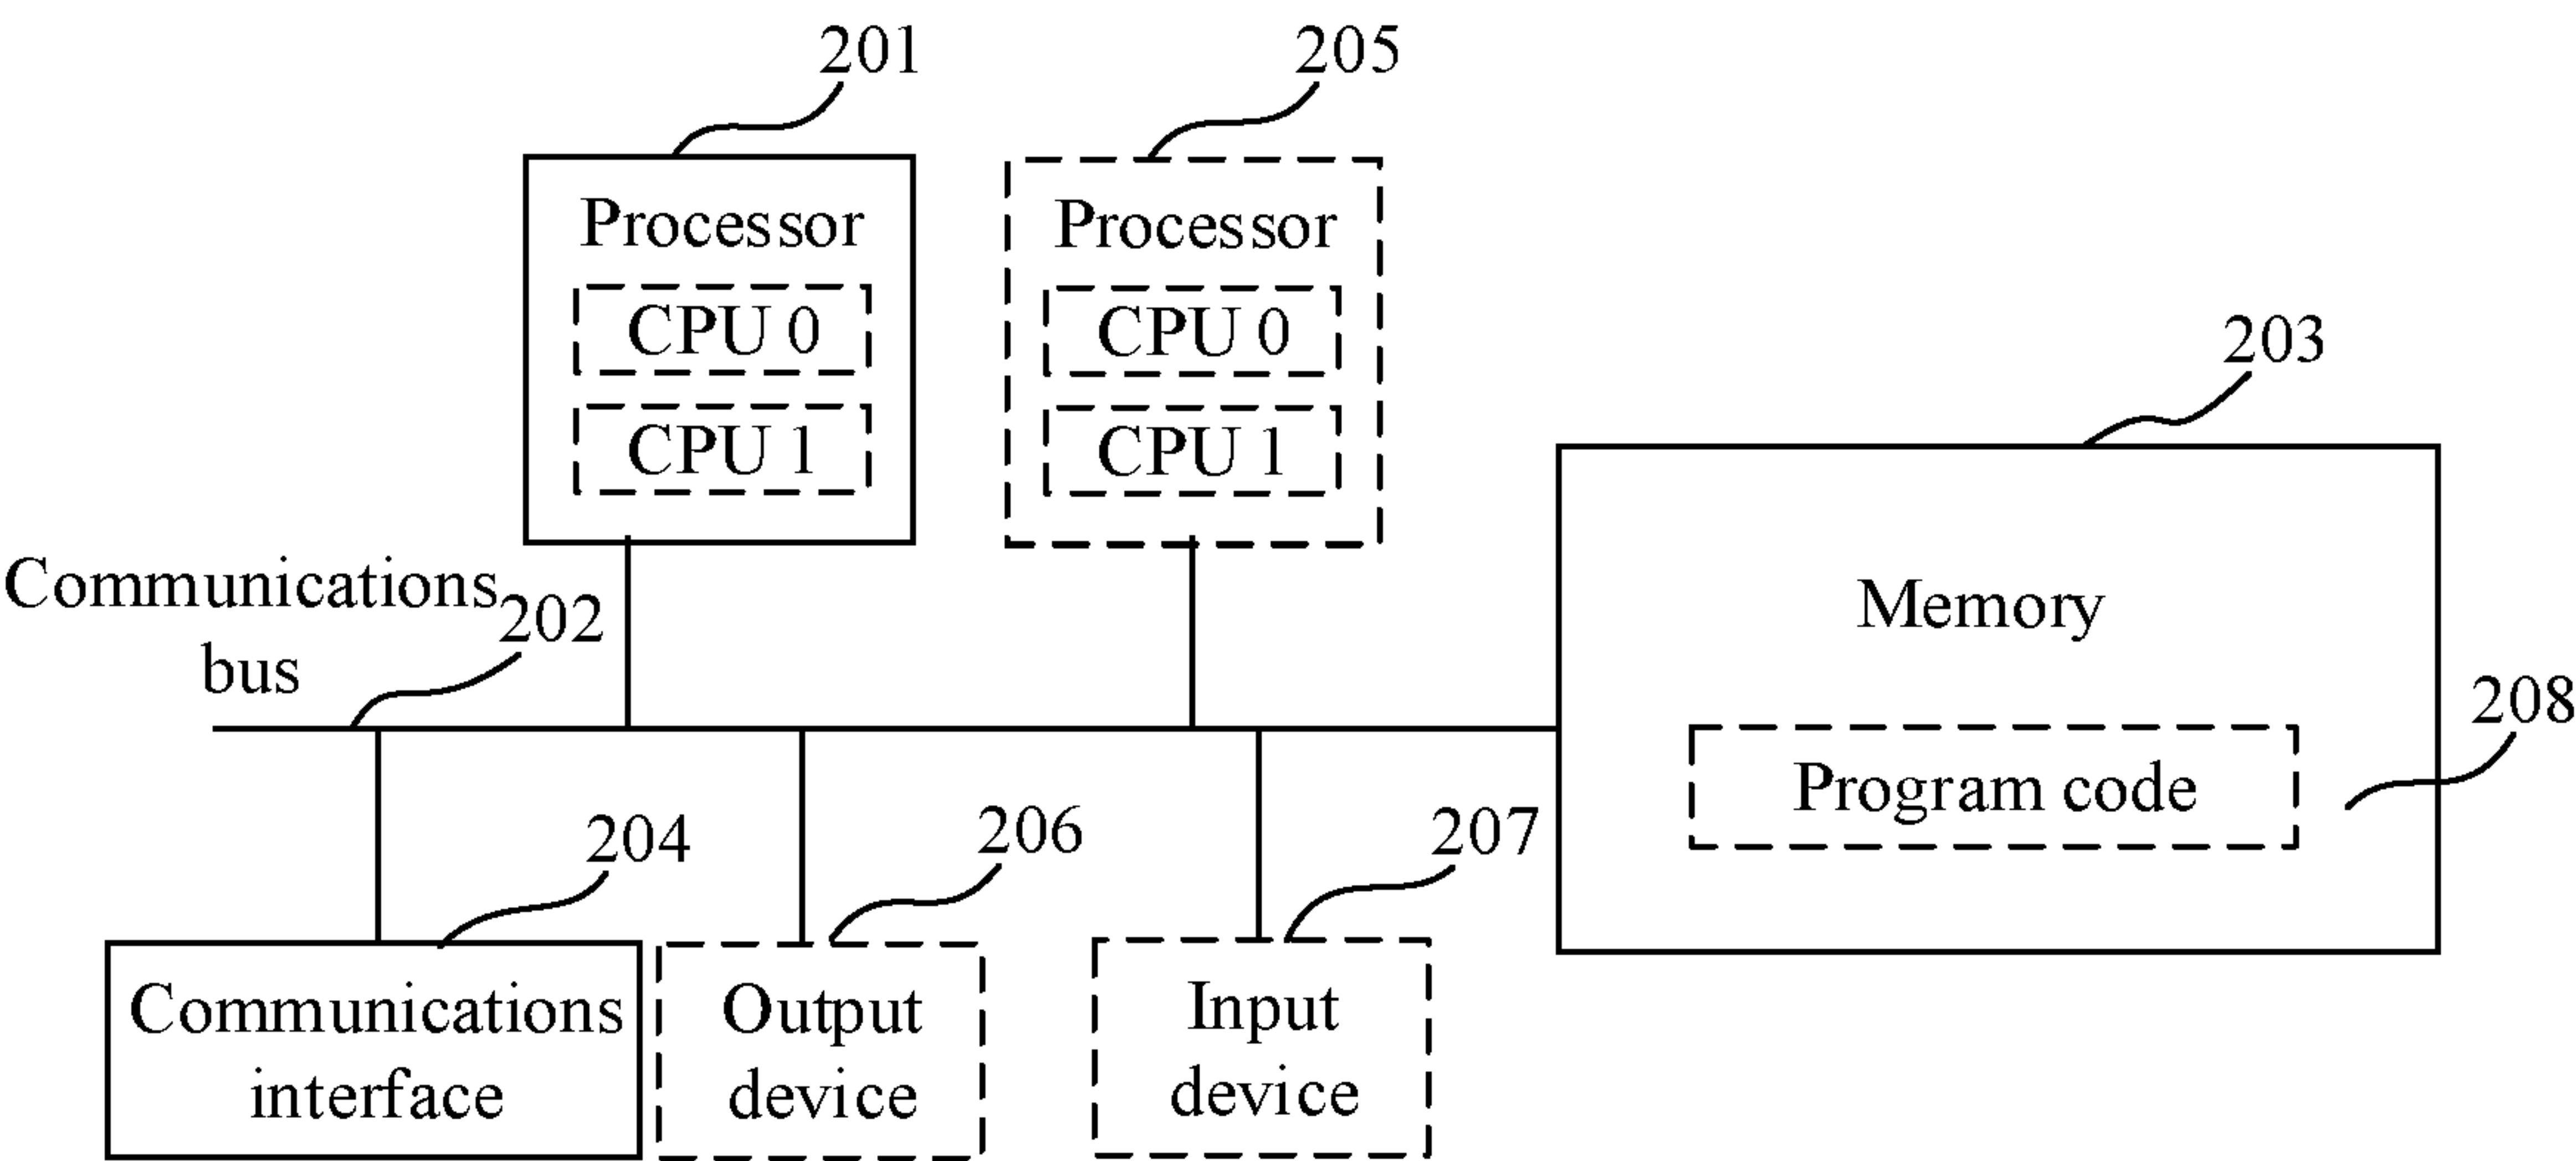 201
205
Processor
CPU 0
CPU 1
Processor
CPU 0
CPU 1
203
Communications
bus
202
Memory
208
Program code
204
206
207
Communications
interface
Output
device
Input
device